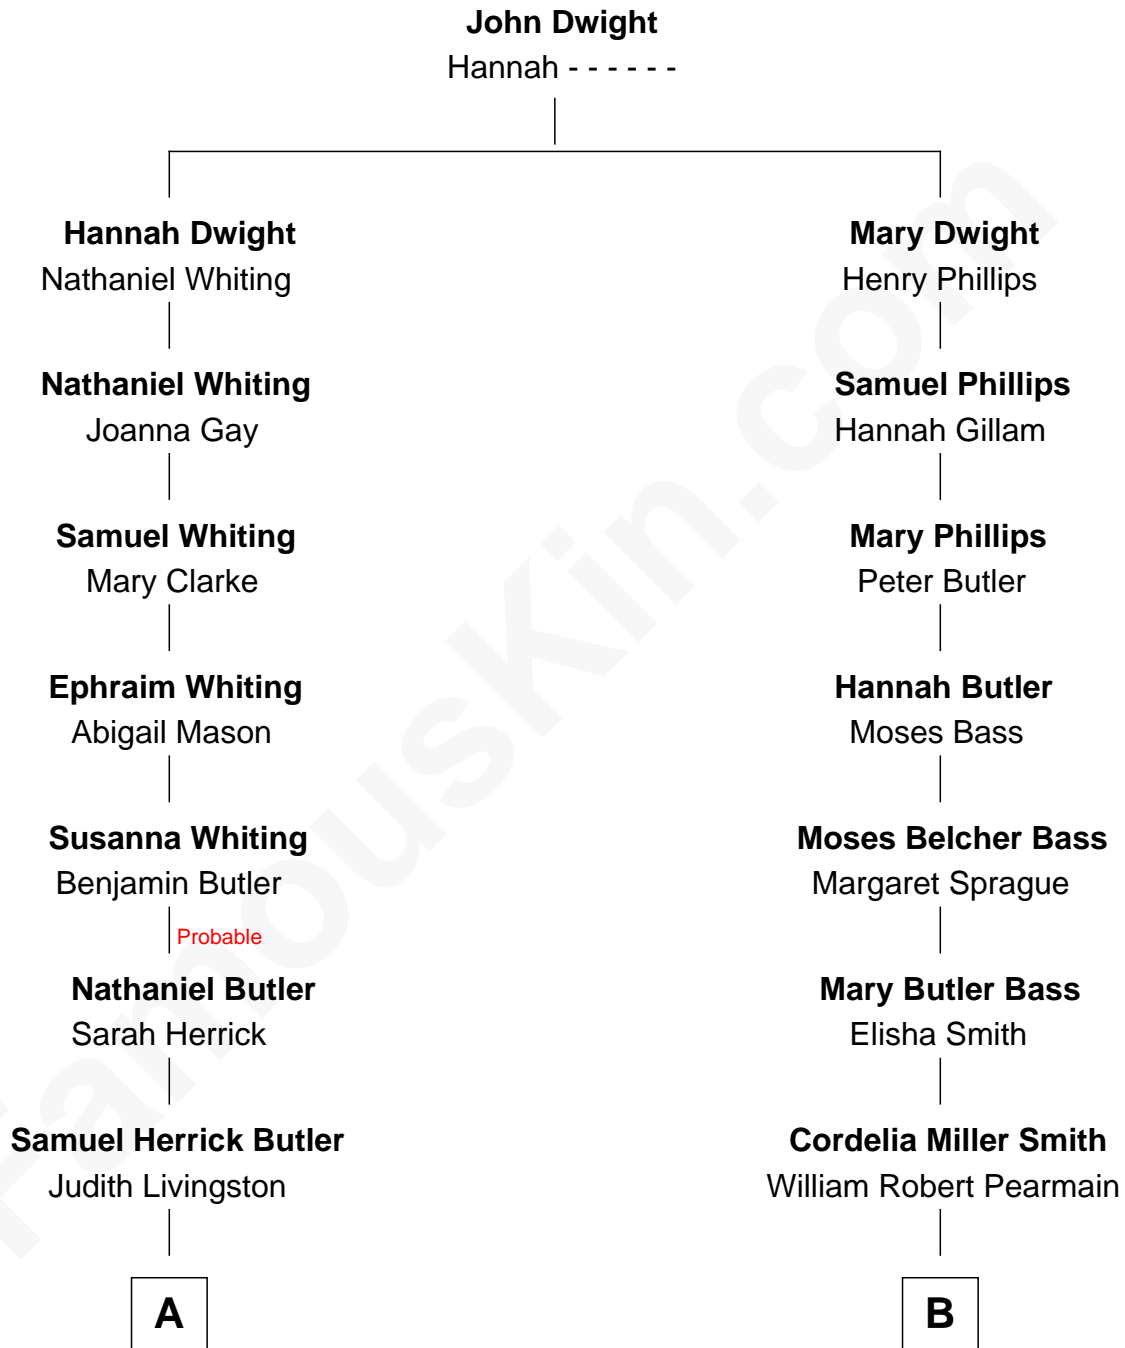 John Dwight
Hannah - - - - - -
Hannah Dwight
Nathaniel Whiting
Mary Dwight
Henry Phillips
Nathaniel Whiting
Joanna Gay
Samuel Phillips
Hannah Gillam
Samuel Whiting
Mary Clarke
Mary Phillips
Peter Butler
Ephraim Whiting
Abigail Mason
Hannah Butler
Moses Bass
Susanna Whiting
Benjamin Butler
Moses Belcher Bass
Margaret Sprague
Probable
Nathaniel Butler
Sarah Herrick
Mary Butler Bass
Elisha Smith
Samuel Herrick Butler
Judith Livingston
Cordelia Miller Smith
William Robert Pearmain
A
B
FamousKin.com